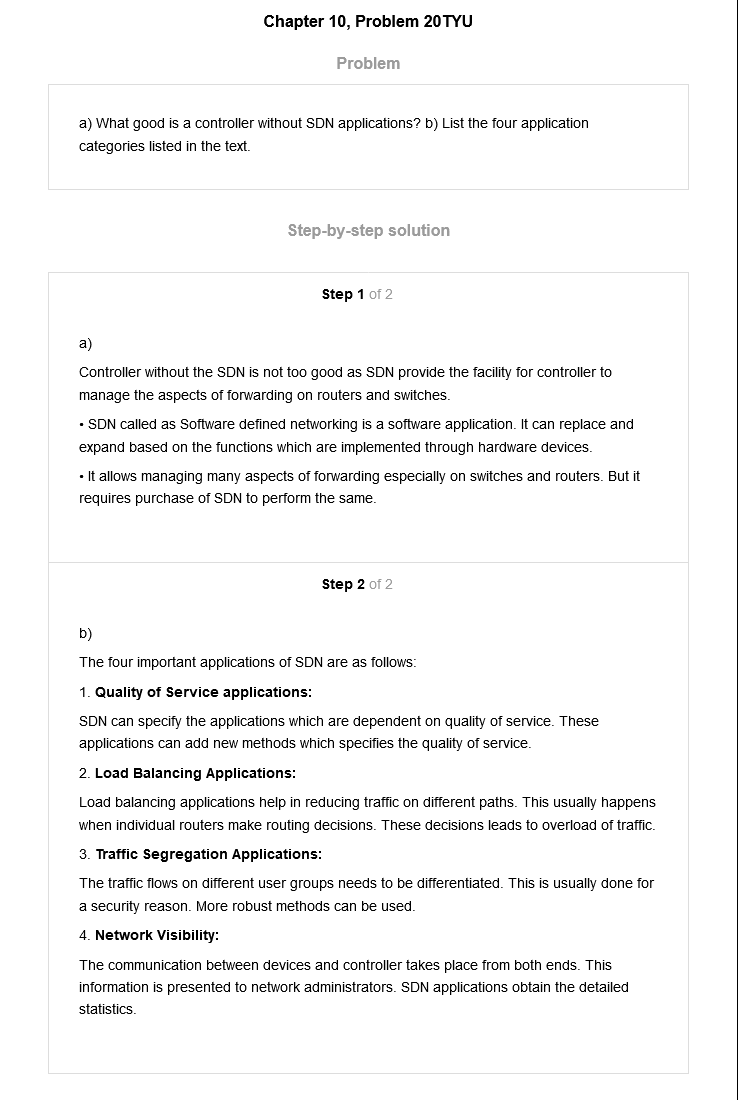 Chapter 10, Problem 20TYU
Problem
a) What good is a controller without SDN applications? b) List the four application
categories listed in the text.
Step-by-step solution
Step 1 of 2
a)
Controller without the SDN is not too good as SDN provide the facility for controller to
manage the aspects of forwarding on routers and switches.
• SDN called as Software defined networking is a software application. It can replace and
expand based on the functions which are implemented through hardware devices.
• It allows managing many aspects of forwarding especially on switches and routers. But it
requires purchase of SDN to perform the same.
Step 2 of 2
b)
The four important applications of SDN are as follows:
1. Quality of Service applications:
SDN can specify the applications which are dependent on quality of service. These
applications can add new methods which specifies the quality of service.
2. Load Balancing Applications:
Load balancing applications help in reducing traffic on different paths. This usually happens
when individual routers make routing decisions. These decisions leads to overload of traffic.
3. Traffic Segregation Applications:
The traffic flows on different user groups needs to be differentiated. This is usually done for
a security reason. More robust methods can be used.
4. Network Visibility:
The communication between devices and controller takes place from both ends. This
information is presented to network administrators. SDN applications obtain the detailed
statistics.